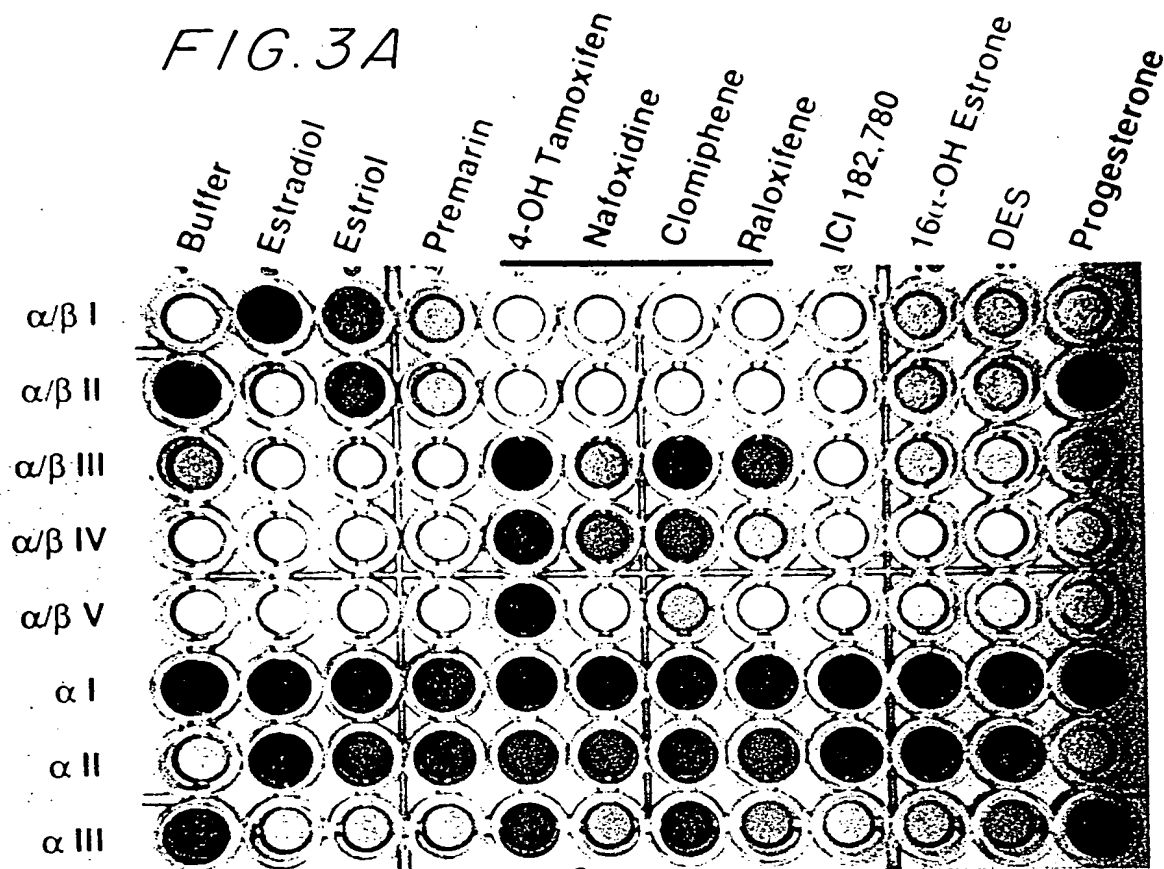 FIG.3A
Buffer
Estradiol
Estriol
Premarin
4-OH Tamoxifen
Nafoxidine
Clomiphene
Raloxifene
ICI 182,780
16α-OH Estrone
DES
Progesterone
α/β I
α/β II
α/β III
α/β IV
α/β V
α I
α II
α III